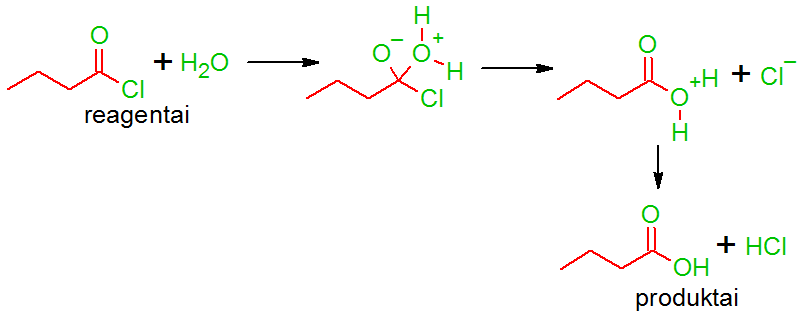 O
Cl
+ H2O
reagentai
O−
H
O+
H
Cl
O
O
+H
H
+ Cl−
O
OH
+ HCl
produktai